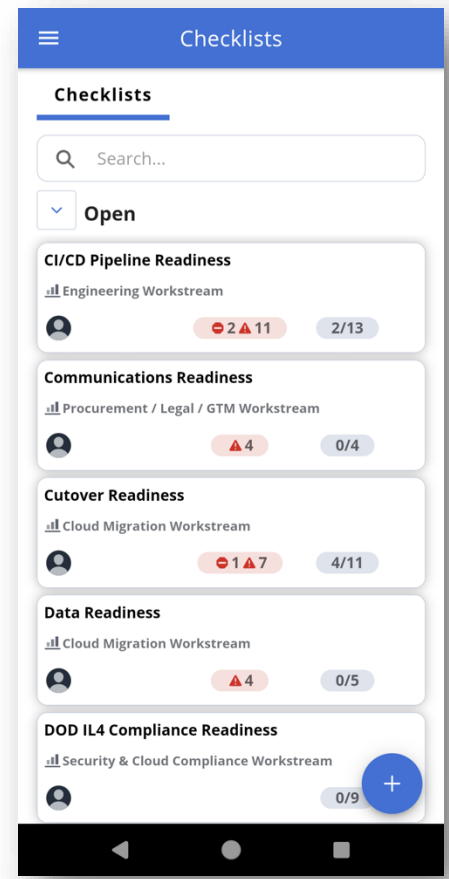 Checklists
Checklists
Search...
Open
CI/CD Pipeline Readiness
Engineering Workstream
2 11 2/13
Communications Readiness
Procurement / Legal / GTM Workstream
4 0/4
Cutover Readiness
Cloud Migration Workstream
1 7 4/11
Data Readiness
Cloud Migration Workstream
4 0/5
DOD IL4 Compliance Readiness
Security & Cloud Compliance Workstream
0/9